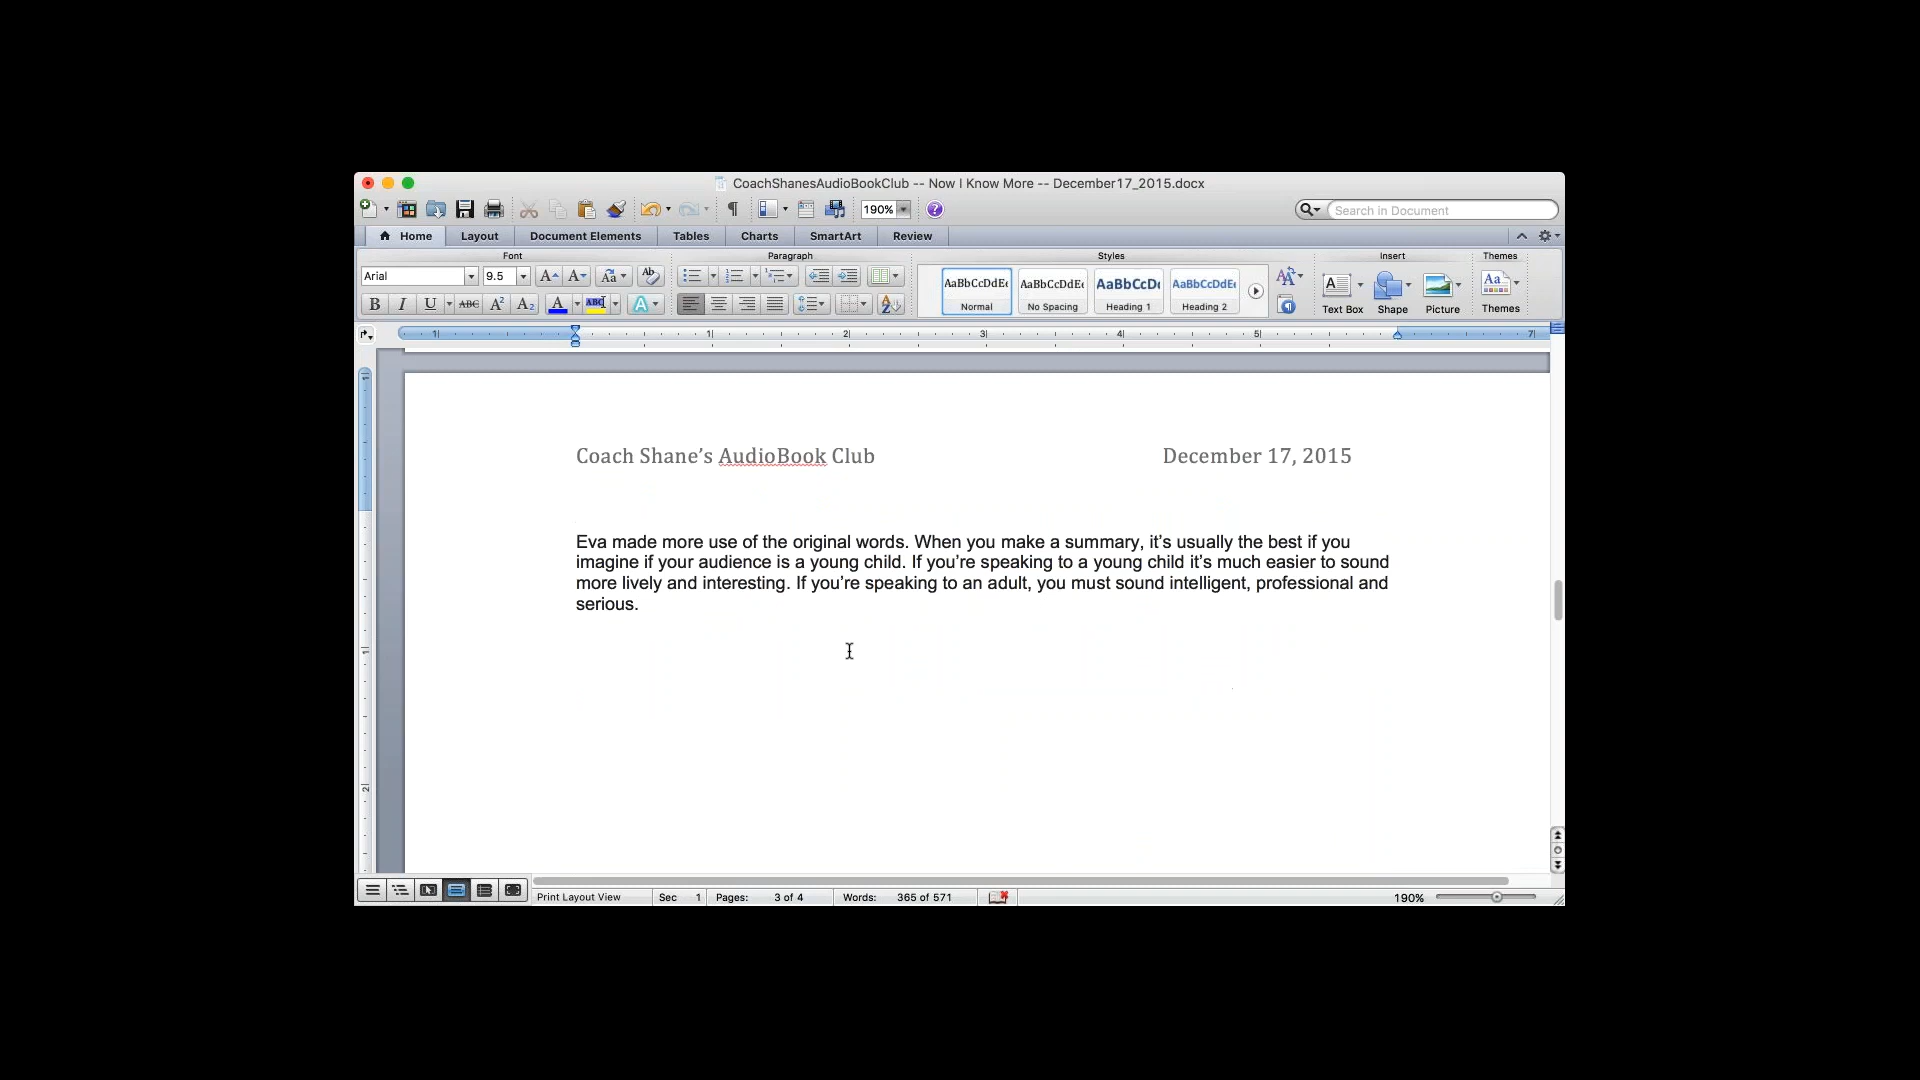 CoachShanesAudioBookClub -- Now I Know More -- December17_2015.docx
190% Search in Document
Home Layout Document Elements Tables Charts SmartArt Review
Font Paragraph Styles Insert Themes
Arial 9.5
AaBbCcDdEe AaBbCcDdEe AaBbCcDc AaBbCcDdEe
Normal No Spacing Heading 1 Heading 2 Text Box Shape Picture Themes
Coach Shane’s AudioBook Club December 17, 2015
Eva made more use of the original words. When you make a summary, it’s usually the best if you
imagine if your audience is a young child. If you’re speaking to a young child it’s much easier to sound
more lively and interesting. If you’re speaking to an adult, you must sound intelligent, professional and
serious.
Print Layout View Sec 1 Pages: 3 of 4 Words: 365 of 571 190%